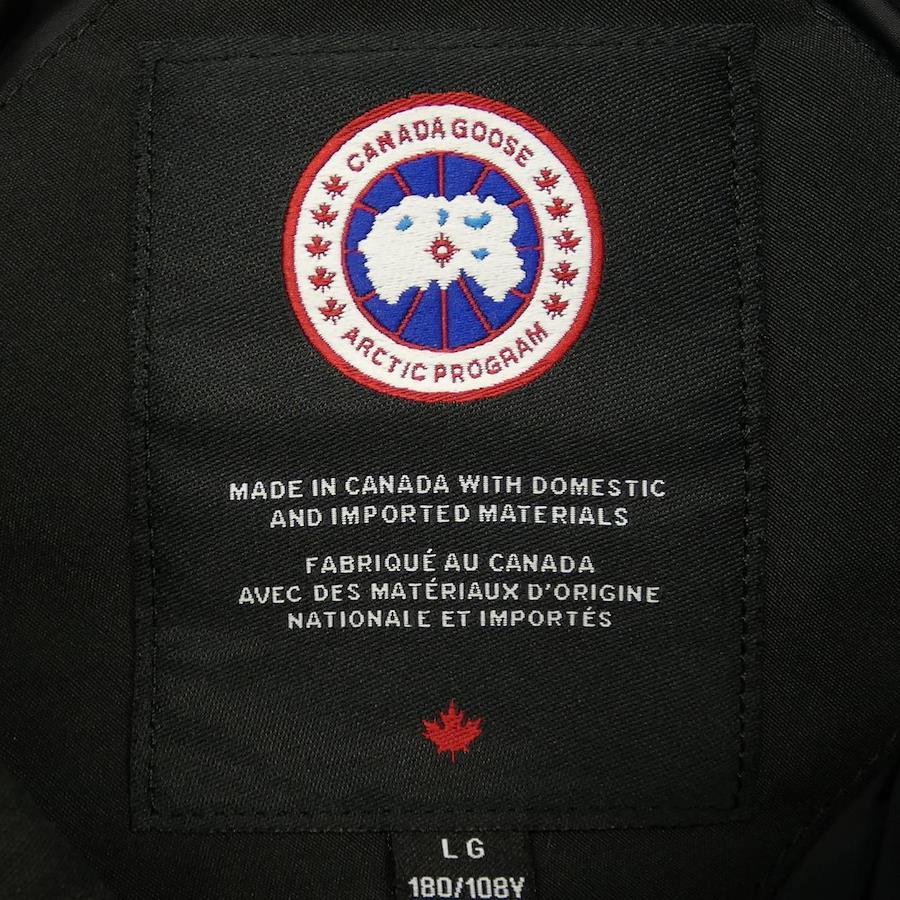 CANADA GOOSE
ARCTIC PROGRAM
MADE IN CANADA WITH DOMESTIC
AND IMPORTED MATERIALS
FABRIQUÉ AU CANADA
AVEC DES MATÉRIAUX D'ORIGINE
NATIONALE ET IMPORTÉS
LG
180/108Y